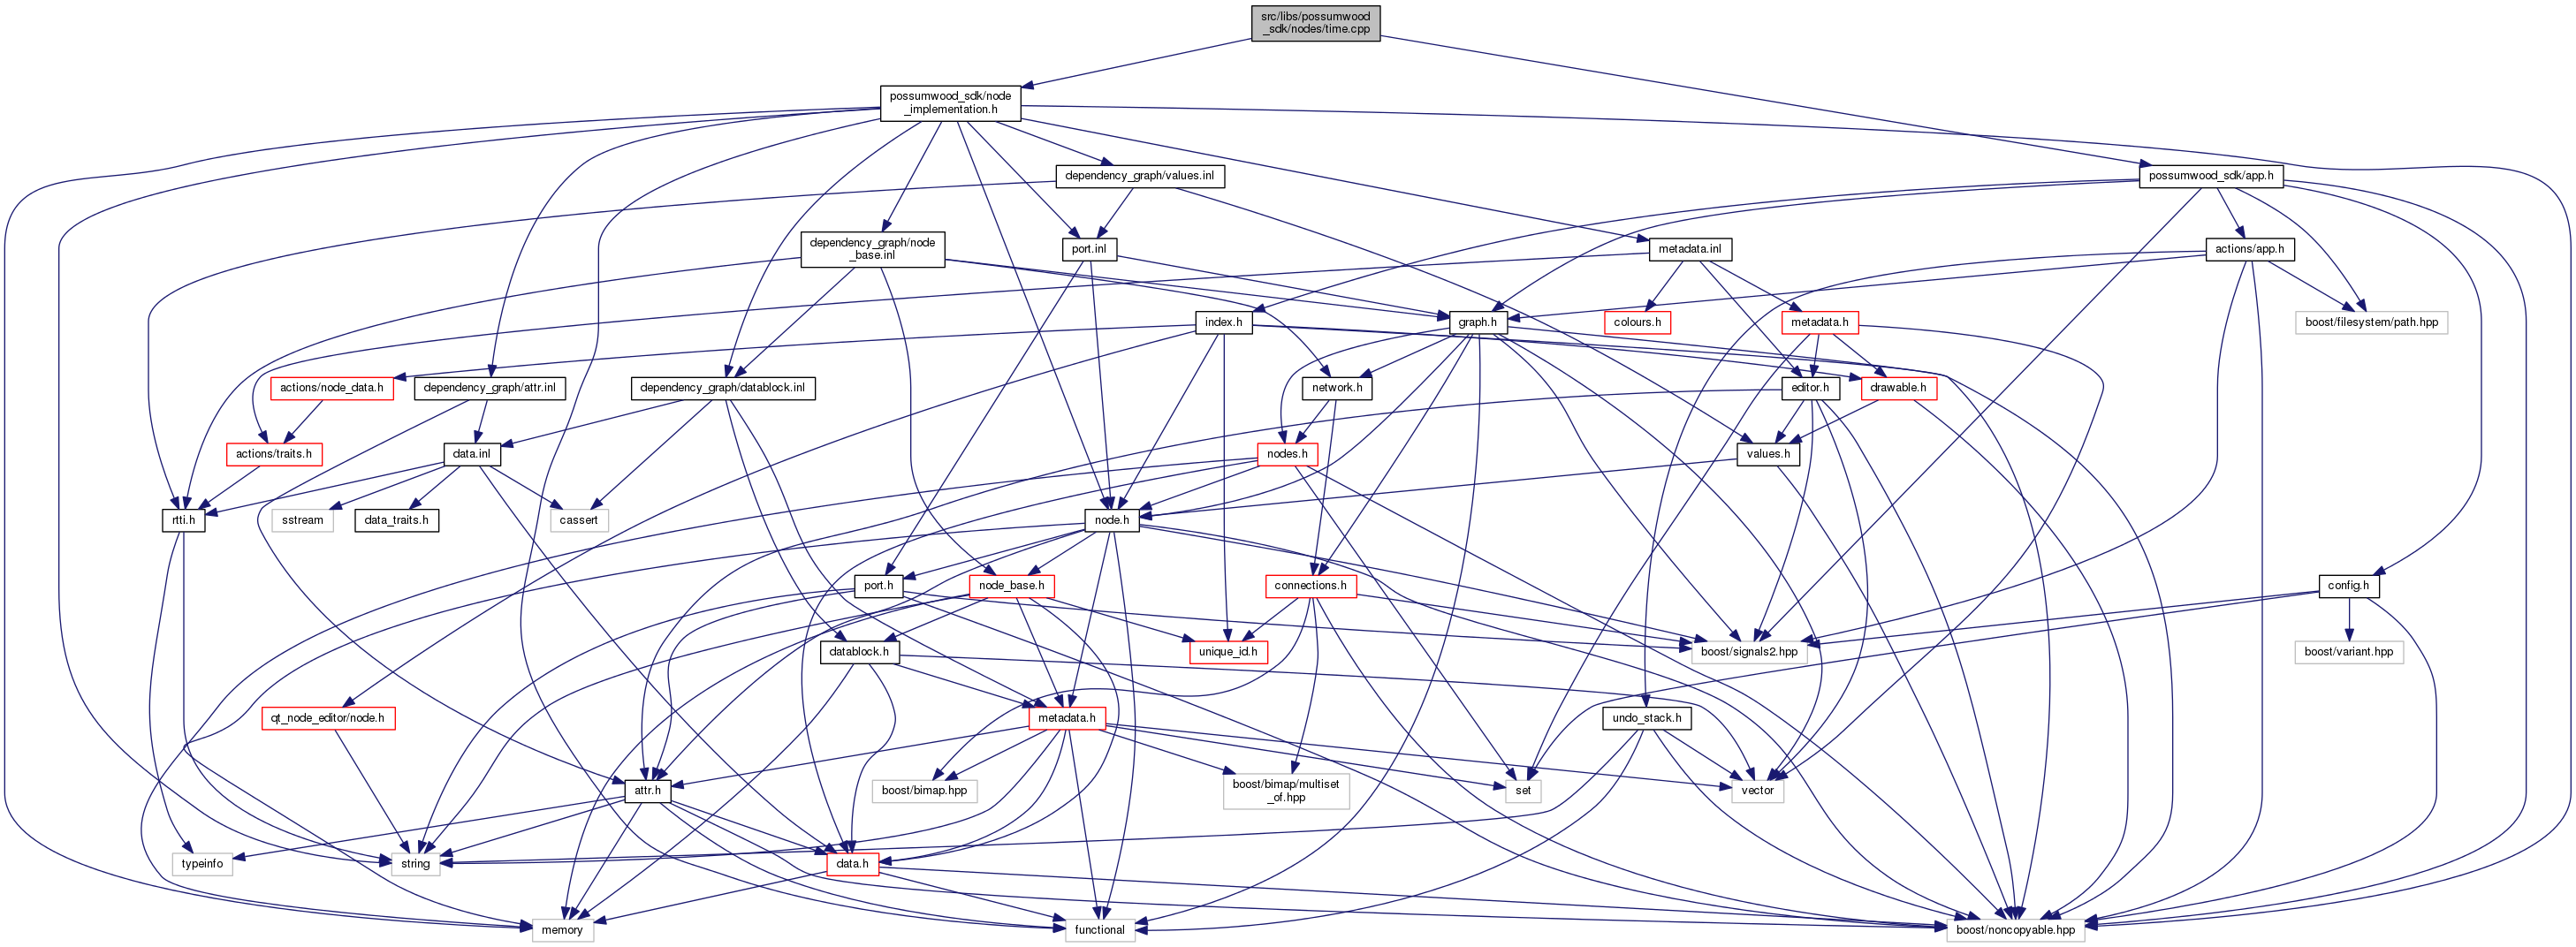 src/libs/possumwood
_sdk/nodes/time.cpp
possumwood_sdk/node
_implementation.h
dependency_graph/values.inl
possumwood_sdk/app.h
dependency_graph/node
_base.inl
port.inl
metadata.inl
actions/app.h
index.h
graph.h
colours.h
metadata.h
boost/filesystem/path.hpp
actions/node_data.h
dependency_graph/attr.inl
dependency_graph/datablock.inl
network.h
editor.h
drawable.h
actions/traits.h
data.inl
nodes.h
values.h
rtti.h
sstream
data_traits.h
cassert
node.h
port.h
node_base.h
connections.h
config.h
datablock.h
unique_id.h
boost/signals2.hpp
boost/variant.hpp
qt_node_editor/node.h
metadata.h
undo_stack.h
attr.h
boost/bimap.hpp
boost/bimap/multiset
_of.hpp
set
vector
typeinfo
string
data.h
memory
functional
boost/noncopyable.hpp